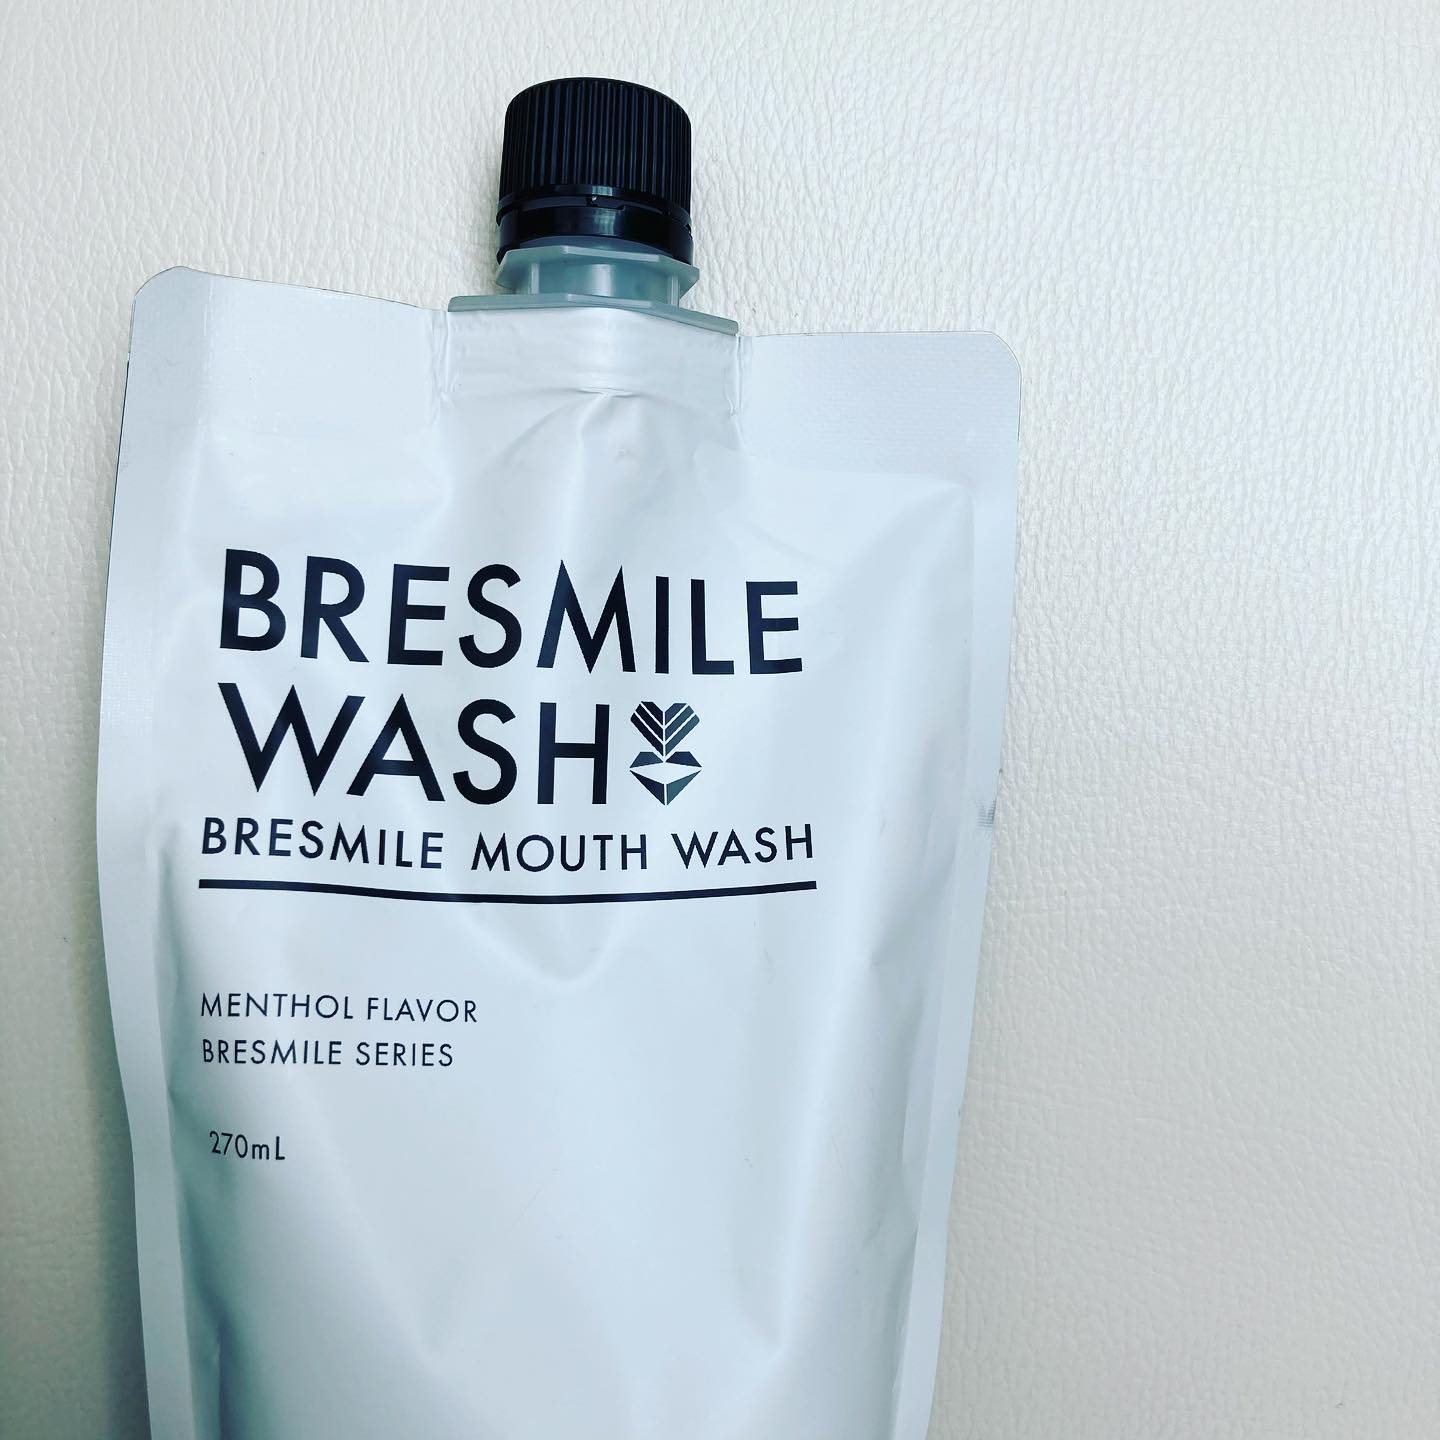 BRESMILE
WASH
BRESMILE MOUTH WASH
MENTHOL FLAVOR
BRESMILE SERIES
270mL